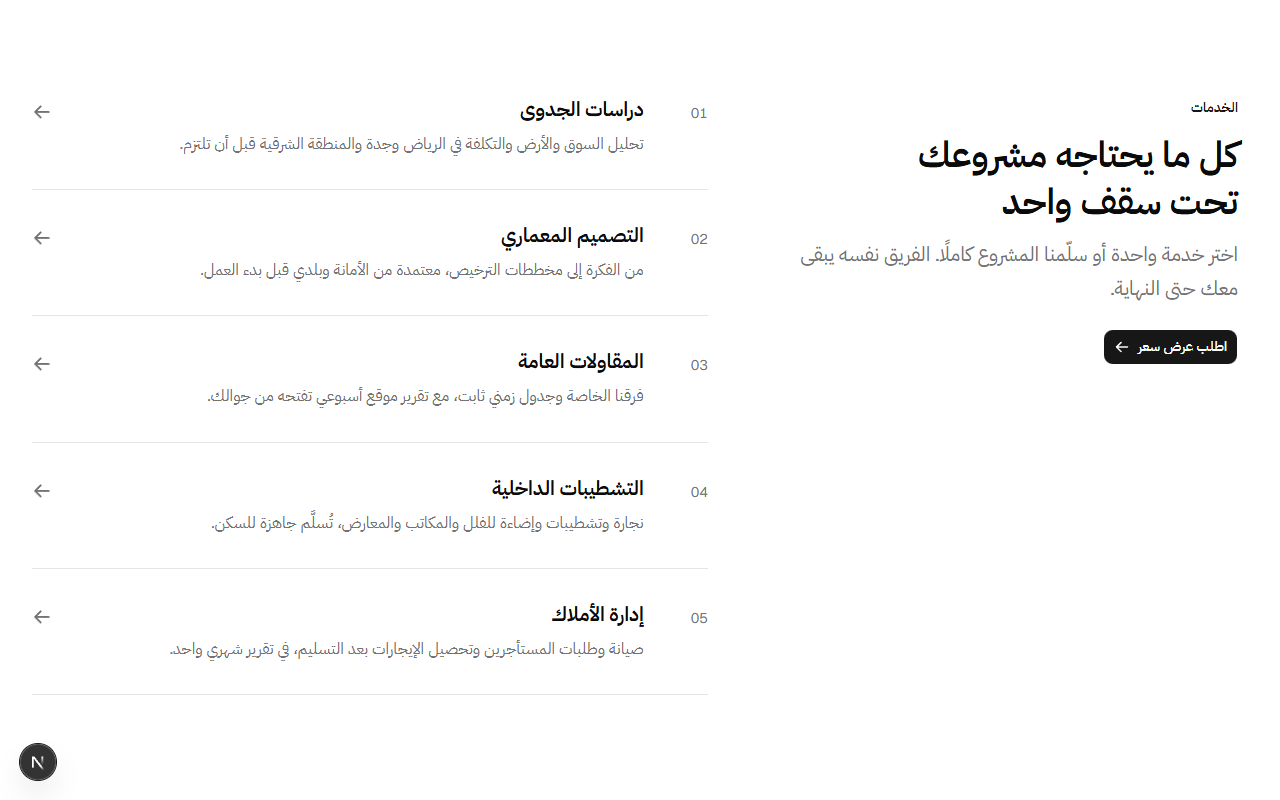 الخدمات
كل ما يحتاجه مشروعك
تحت سقف واحد
اختر خدمة واحدة أو سلّمنا المشروع كاملًا. الفريق نفسه يبقى
معك حتى النهاية.
اطلب عرض سعر ←
01
دراسات الجدوى
تحليل السوق والأرض والتكلفة في الرياض وجدة والمنطقة الشرقية قبل أن تلتزم.
02
التصميم المعماري
من الفكرة إلى مخططات الترخيص، معتمدة من الأمانة وبلدي قبل بدء العمل.
03
المقاولات العامة
فرقنا الخاصة وجدول زمني ثابت، مع تقرير موقع أسبوعي تفتحه من جوالك.
04
التشطيبات الداخلية
نجارة وتشطيبات وإضاءة للفلل والمكاتب والمعارض، تُسلَّم جاهزة للسكن.
05
إدارة الأملاك
صيانة وطلبات المستأجرين وتحصيل الإيجارات بعد التسليم، في تقرير شهري واحد.
N